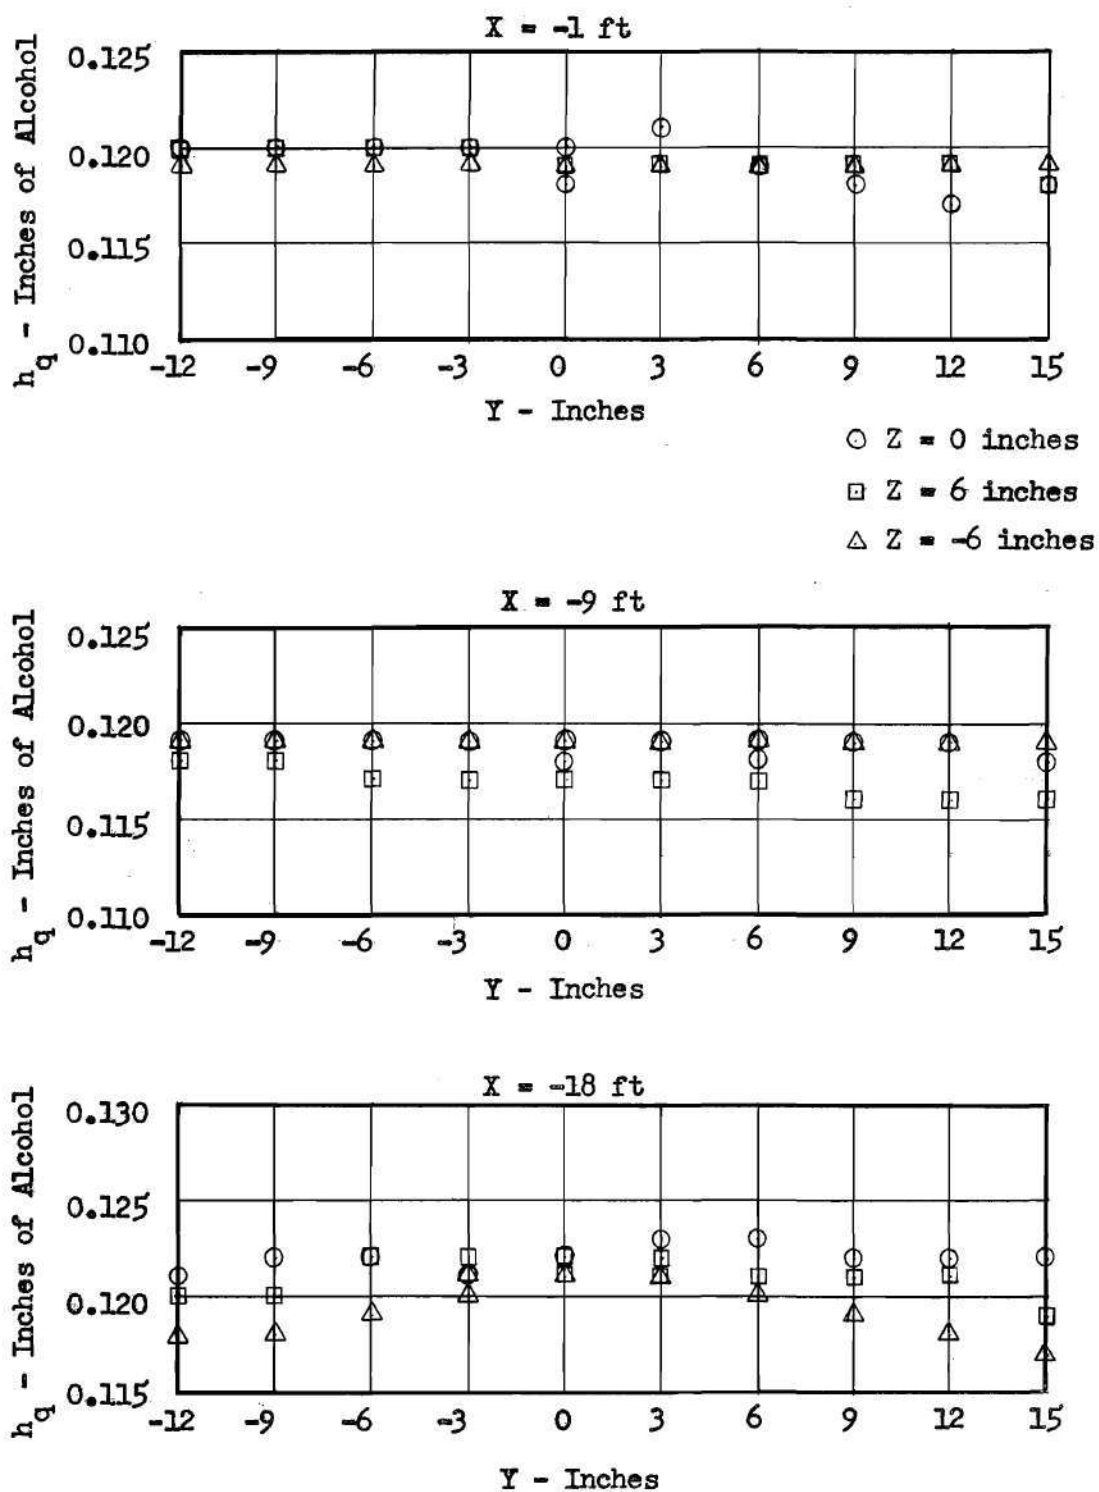 X = -1 ft
h_q - Inches of Alcohol
0.125
0.120
0.115
0.110
-12 -9 -6 -3 0 3 6 9 12 15
Y - Inches
Z = 0 inches
Z = 6 inches
Z = -6 inches
X = -9 ft
h_q - Inches of Alcohol
0.125
0.120
0.115
0.110
-12 -9 -6 -3 0 3 6 9 12 15
Y - Inches
X = -18 ft
h_q - Inches of Alcohol
0.130
0.125
0.120
0.115
-12 -9 -6 -3 0 3 6 9 12 15
Y - Inches